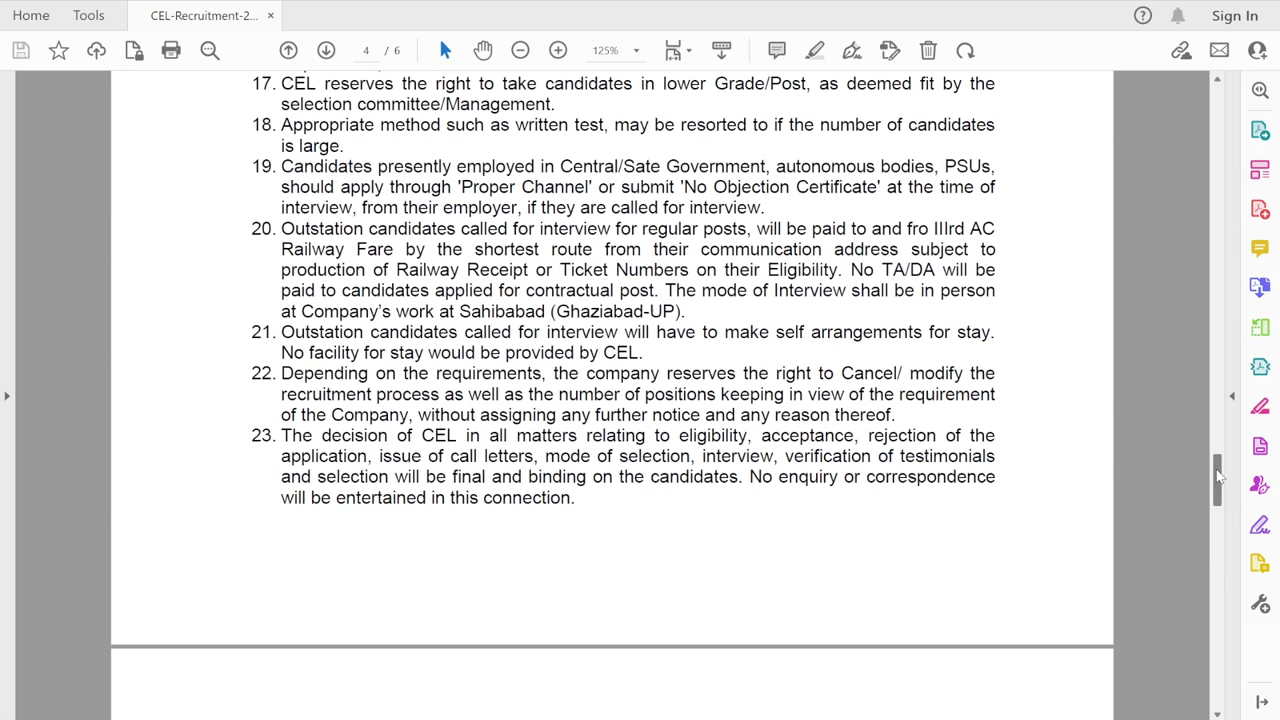 Home Tools CEL-Recruitment-2... × Sign In
4 / 6 125%
17. CEL reserves the right to take candidates in lower Grade/Post, as deemed fit by the
selection committee/Management.
18. Appropriate method such as written test, may be resorted to if the number of candidates
is large.
19. Candidates presently employed in Central/Sate Government, autonomous bodies, PSUs,
should apply through 'Proper Channel' or submit 'No Objection Certificate' at the time of
interview, from their employer, if they are called for interview.
20. Outstation candidates called for interview for regular posts, will be paid to and fro IIIrd AC
Railway Fare by the shortest route from their communication address subject to
production of Railway Receipt or Ticket Numbers on their Eligibility. No TA/DA will be
paid to candidates applied for contractual post. The mode of Interview shall be in person
at Company's work at Sahibabad (Ghaziabad-UP).
21. Outstation candidates called for interview will have to make self arrangements for stay.
No facility for stay would be provided by CEL.
22. Depending on the requirements, the company reserves the right to Cancel/ modify the
recruitment process as well as the number of positions keeping in view of the requirement
of the Company, without assigning any further notice and any reason thereof.
23. The decision of CEL in all matters relating to eligibility, acceptance, rejection of the
application, issue of call letters, mode of selection, interview, verification of testimonials
and selection will be final and binding on the candidates. No enquiry or correspondence
will be entertained in this connection.